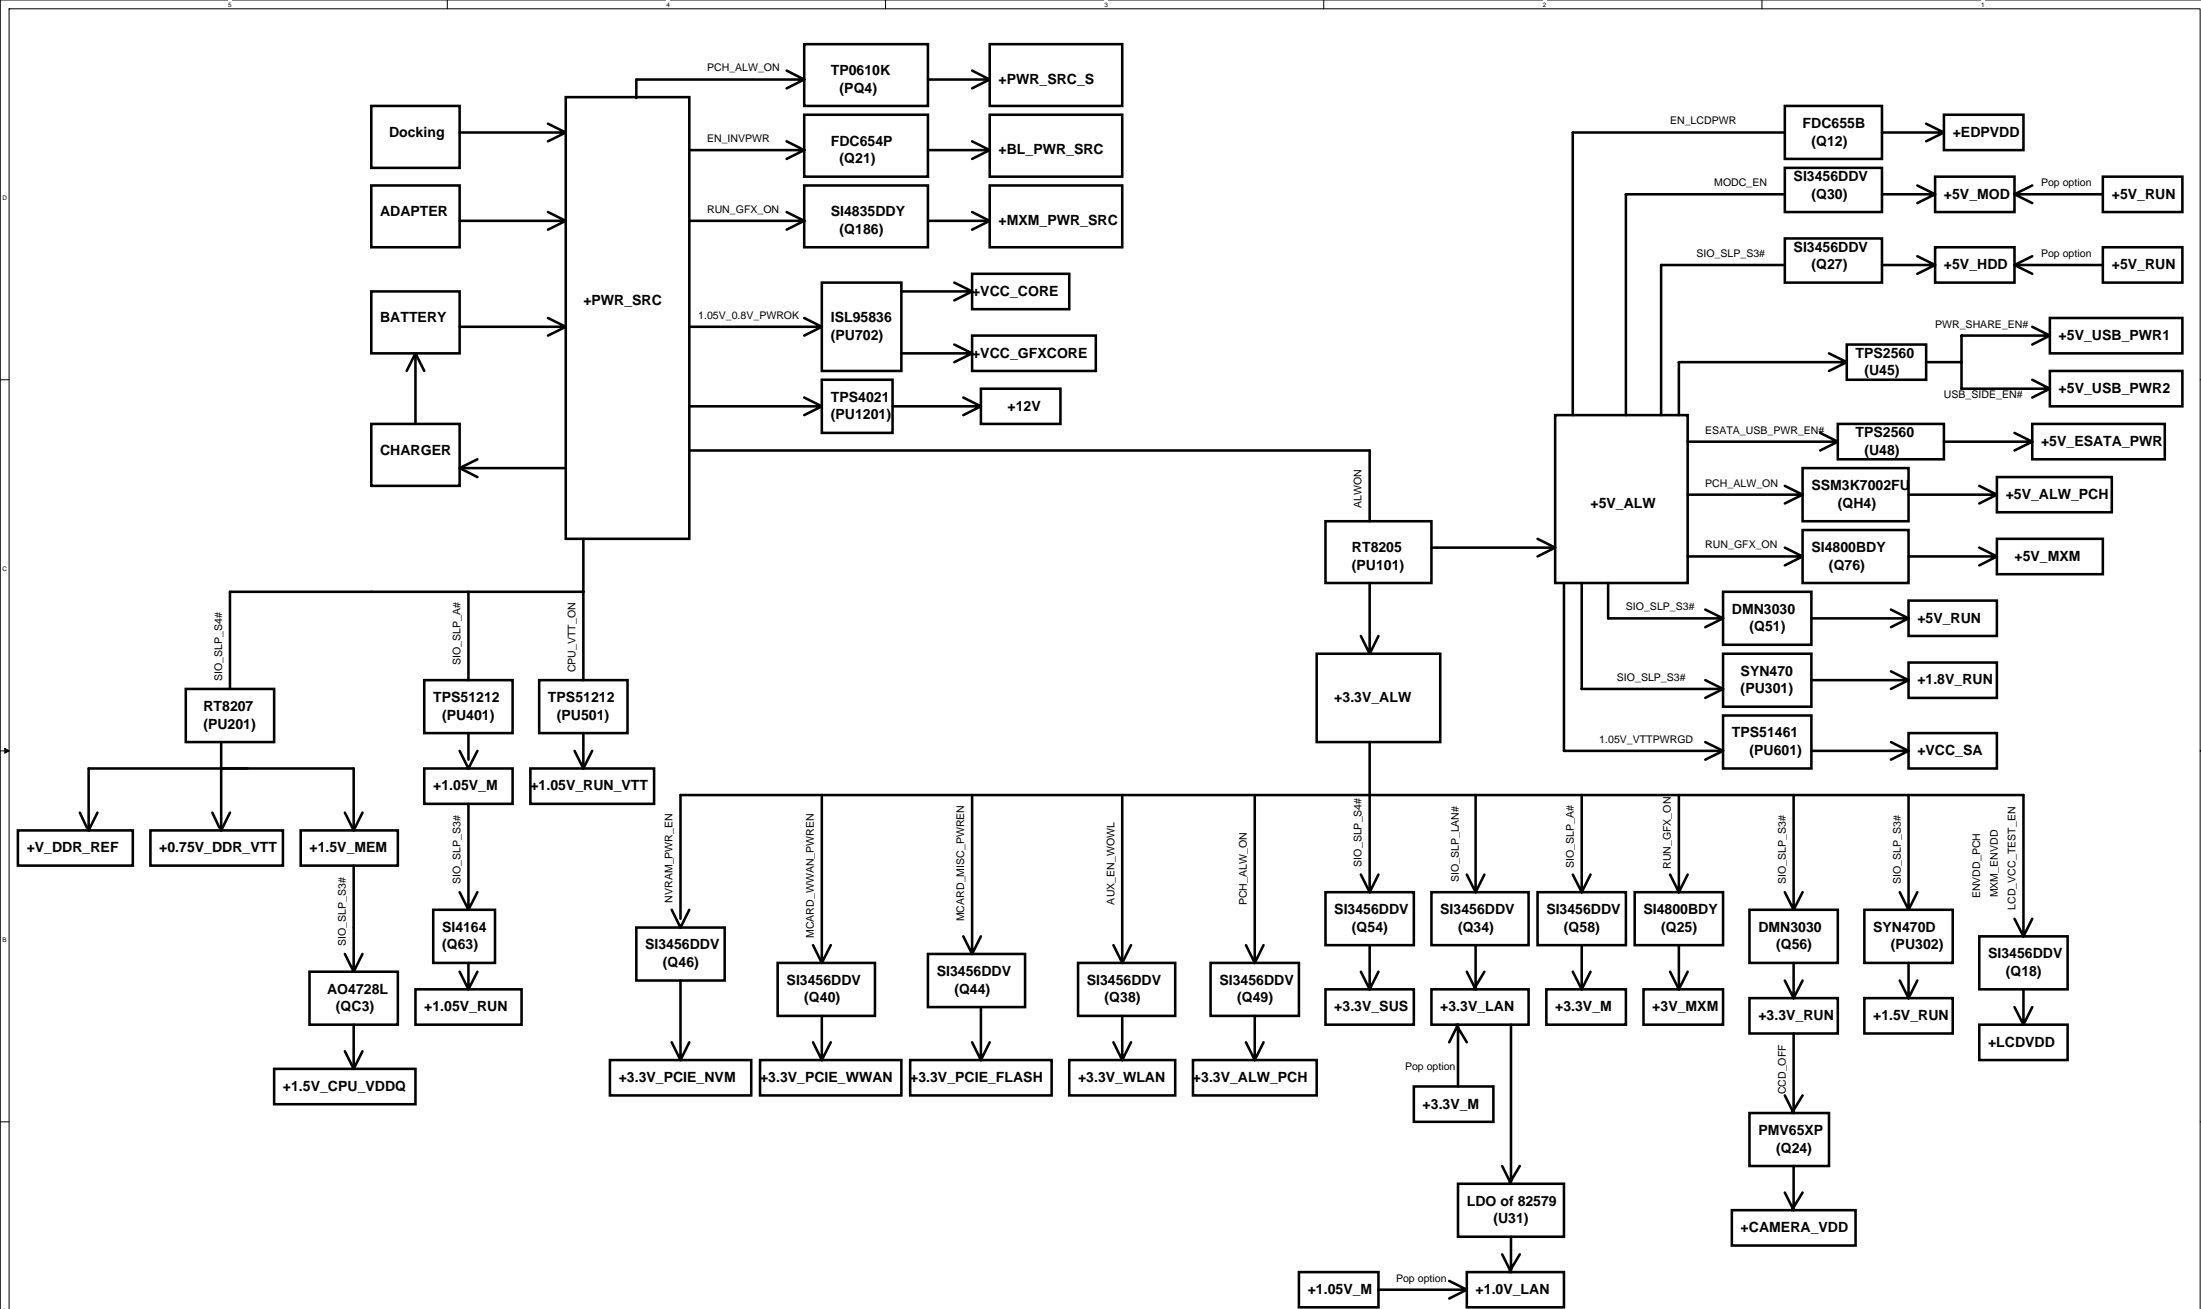 5
4
3
2
1
D
C
B
PCH_ALW_ON
TP0610K
(PQ4)
+PWR_SRC_S
Docking
EN_INVPWR
FDC654P
(Q21)
+BL_PWR_SRC
ADAPTER
RUN_GFX_ON
SI4835DDY
(Q186)
+MXM_PWR_SRC
+PWR_SRC
BATTERY
1.05V_0.8V_PWROK
ISL95836
(PU702)
+VCC_CORE
+VCC_GFXCORE
TPS4021
(PU1201)
+12V
CHARGER
ALWON
RT8205
(PU101)
+5V_ALW
EN_LCDPWR
FDC655B
(Q12)
+EDPVDD
MODC_EN
SI3456DDV
(Q30)
+5V_MOD
Pop option
+5V_RUN
SIO_SLP_S3#
SI3456DDV
(Q27)
+5V_HDD
Pop option
+5V_RUN
TPS2560
(U45)
PWR_SHARE_EN#
+5V_USB_PWR1
USB_SIDE_EN#
+5V_USB_PWR2
ESATA_USB_PWR_EN#
TPS2560
(U48)
+5V_ESATA_PWR
PCH_ALW_ON
SSM3K7002FU
(QH4)
+5V_ALW_PCH
RUN_GFX_ON
SI4800BDY
(Q76)
+5V_MXM
SIO_SLP_S3#
DMN3030
(Q51)
+5V_RUN
SIO_SLP_S3#
SYN470
(PU301)
+1.8V_RUN
1.05V_VTTPWRGD
TPS51461
(PU601)
+VCC_SA
+3.3V_ALW
SIO_SLP_S4#
RT8207
(PU201)
SIO_SLP_A#
TPS51212
(PU401)
CPU_VTT_ON
TPS51212
(PU501)
+1.05V_M
+1.05V_RUN_VTT
+V_DDR_REF
+0.75V_DDR_VTT
+1.5V_MEM
SIO_SLP_S3#
AO4728L
(QC3)
+1.5V_CPU_VDDQ
SIO_SLP_S3#
SI4164
(Q63)
+1.05V_RUN
NVRAM_PWR_EN
SI3456DDV
(Q46)
+3.3V_PCIE_NVM
MCARD_WWAN_PWREN
SI3456DDV
(Q40)
+3.3V_PCIE_WWAN
MCARD_MISC_PWREN
SI3456DDV
(Q44)
+3.3V_PCIE_FLASH
AUX_EN_WOWL
SI3456DDV
(Q38)
+3.3V_WLAN
PCH_ALW_ON
SI3456DDV
(Q49)
+3.3V_ALW_PCH
SIO_SLP_S4#
SI3456DDV
(Q54)
+3.3V_SUS
SIO_SLP_LAN#
SI3456DDV
(Q34)
+3.3V_LAN
Pop option
+3.3V_M
LDO of 82579
(U31)
+1.05V_M
Pop option
+1.0V_LAN
SIO_SLP_A#
SI3456DDV
(Q58)
+3.3V_M
RUN_GFX_ON
SI4800BDY
(Q25)
+3V_MXM
SIO_SLP_S3#
DMN3030
(Q56)
+3.3V_RUN
CCD_OFF
PMV65XP
(Q24)
+CAMERA_VDD
SIO_SLP_S3#
SYN470D
(PU302)
+1.5V_RUN
ENVDD_PCH
MXM_ENVDD
LCD_VCC_TEST_EN
SI3456DDV
(Q18)
+LCDVDD